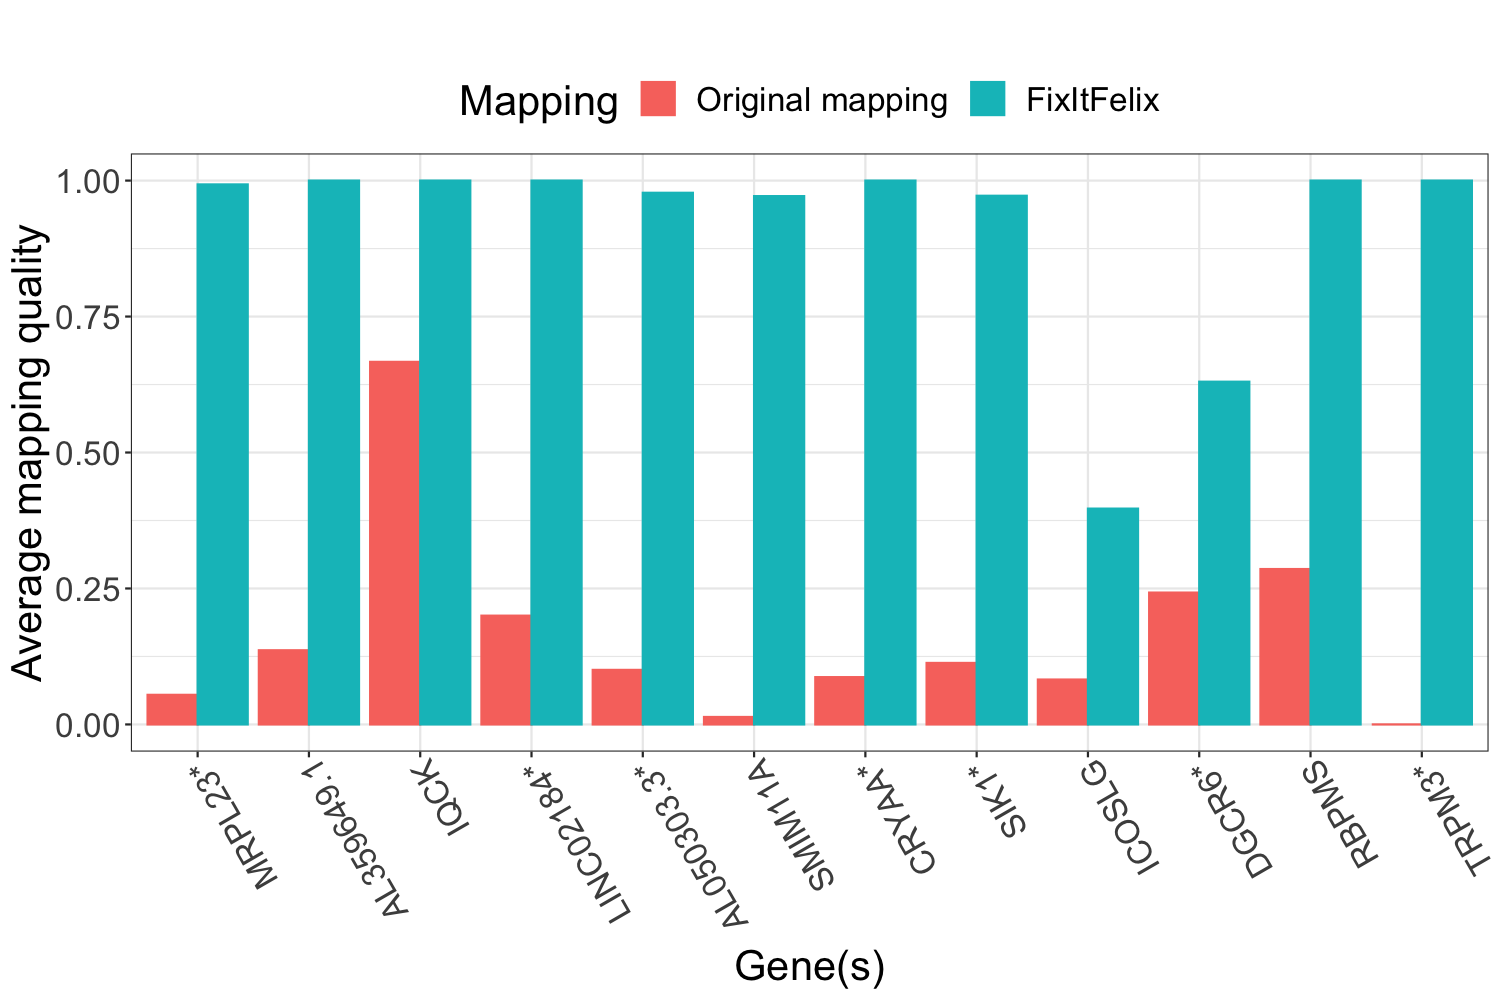 Mapping Original mapping FixItFelix
Average mapping quality
1.00
0.75
0.50
0.25
0.00
MRPL23*
AL359649.1
IQCK
LINC02184*
AL050303.3*
SMIM11A
CRYAA*
SIK1*
ICOSLG
DGCR6*
RBPMS
TRPM3*
Gene(s)